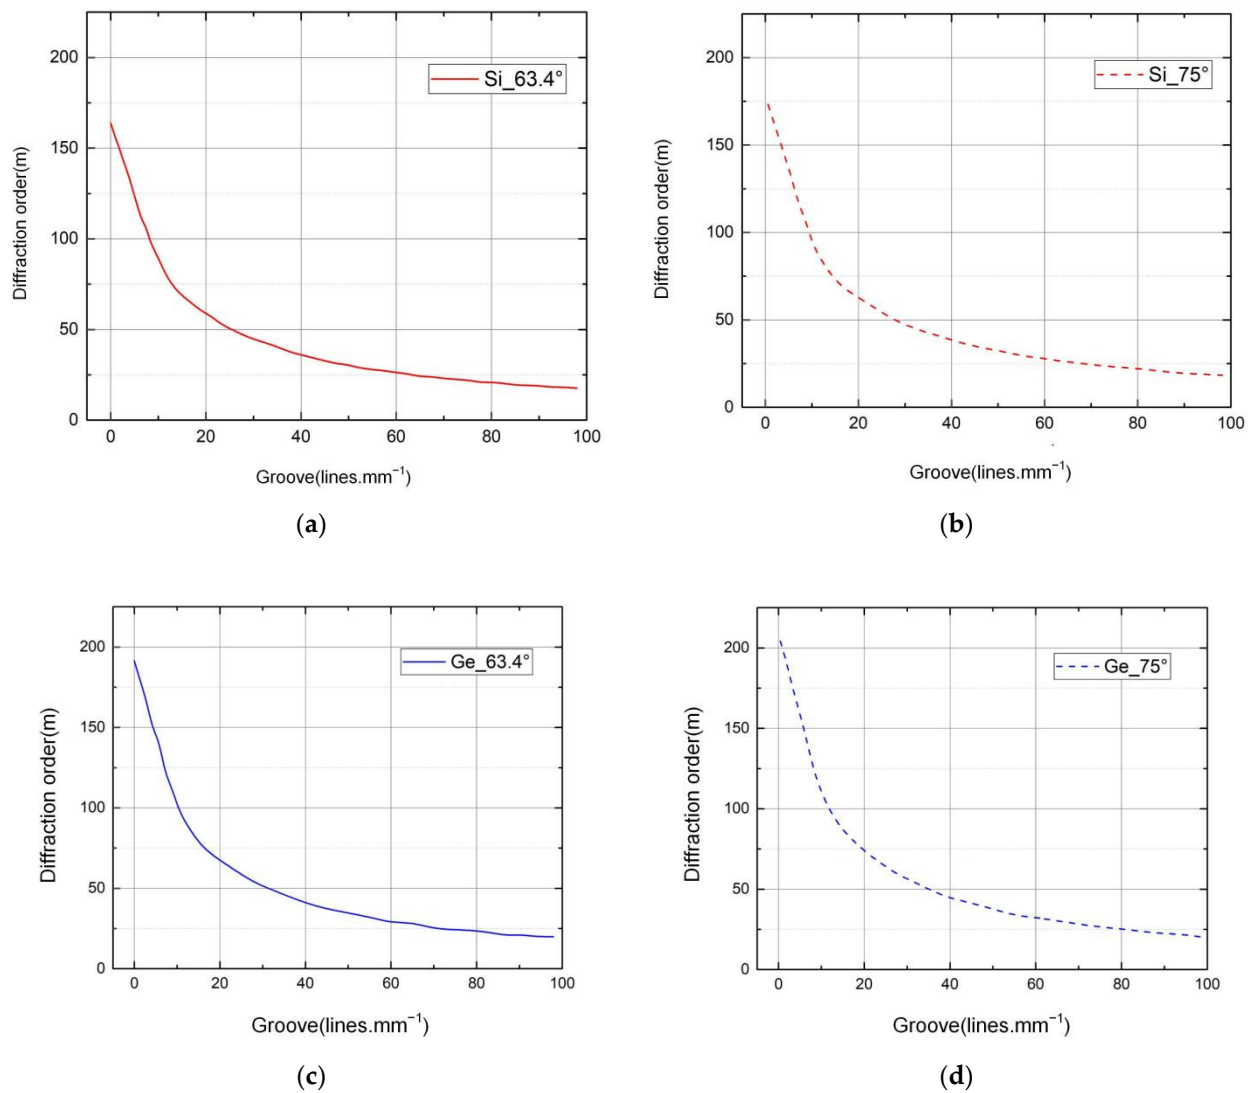 200
150
100
50
0
Diffraction order(m)
Si_63.4°
0 20 40 60 80 100
Groove(lines.mm⁻¹)
(a)
200
150
100
50
0
Diffraction order(m)
Si_75°
0 20 40 60 80 100
Groove(lines.mm⁻¹)
(b)
200
150
100
50
0
Diffraction order(m)
Ge_63.4°
0 20 40 60 80 100
Groove(lines.mm⁻¹)
(c)
200
150
100
50
0
Diffraction order(m)
Ge_75°
0 20 40 60 80 100
Groove(lines.mm⁻¹)
(d)